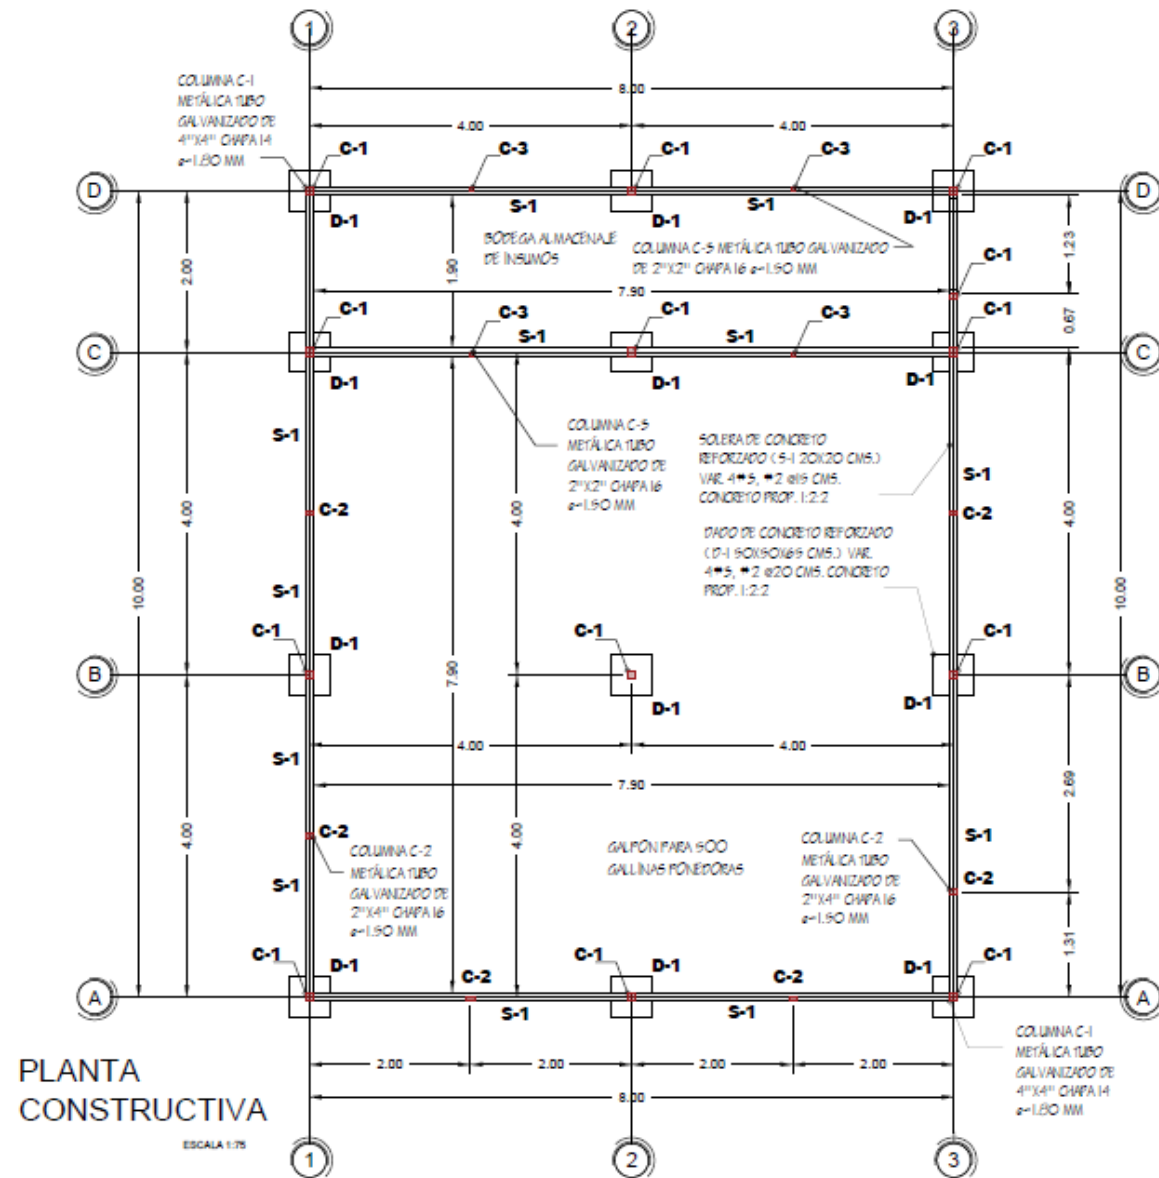 1
2
3
8.00
4.00
4.00
COLUMNA C-1
METÁLICA TUBO
GALVANIZADO DE
4"X4" CHAPA 14
e=1.80 MM
C-1
C-3
C-1
C-3
C-1
D
D
D-1
S-1
D-1
S-1
D-1
BODEGA ALMACENAJE
DE INSUMOS
COLUMNA C-3 METÁLICA TUBO GALVANIZADO
DE 2"X2" CHAPA 16 e=1.50 MM
2.00
1.90
7.90
1.23
C-1
0.67
C-1
C-3
S-1
C-1
S-1
C-3
C-1
C
C
D-1
D-1
D-1
S-1
COLUMNA C-3
METÁLICA TUBO
GALVANIZADO DE
2"X2" CHAPA 16
e=1.50 MM
SOLERA DE CONCRETO
REFORZADO (S-1 20X20 CMS.)
VAR. 4#3, #2 @15 CMS.
CONCRETO PROP. 1:2:2
S-1
C-2
C-2
4.00
4.00
4.00
DADO DE CONCRETO REFORZADO
(D-1 50X50X65 CMS.) VAR.
4#3, #2 @20 CMS. CONCRETO
PROP. 1:2:2
10.00
10.00
S-1
C-1
D-1
C-1
C-1
B
B
D-1
D-1
7.90
4.00
4.00
S-1
7.90
2.69
4.00
4.00
C-2
COLUMNA C-2
METÁLICA TUBO
GALVANIZADO DE
2"X4" CHAPA 16
e=1.50 MM
GALPÓN PARA 500
GALLINAS PONEDORAS
COLUMNA C-2
METÁLICA TUBO
GALVANIZADO DE
2"X4" CHAPA 16
e=1.50 MM
S-1
C-2
S-1
1.31
C-1
D-1
C-2
C-1
D-1
C-2
D-1
C-1
A
A
S-1
S-1
COLUMNA C-1
METÁLICA TUBO
GALVANIZADO DE
4"X4" CHAPA 14
e=1.80 MM
2.00
2.00
2.00
2.00
8.00
PLANTA
CONSTRUCTIVA
ESCALA 1:75
1
2
3